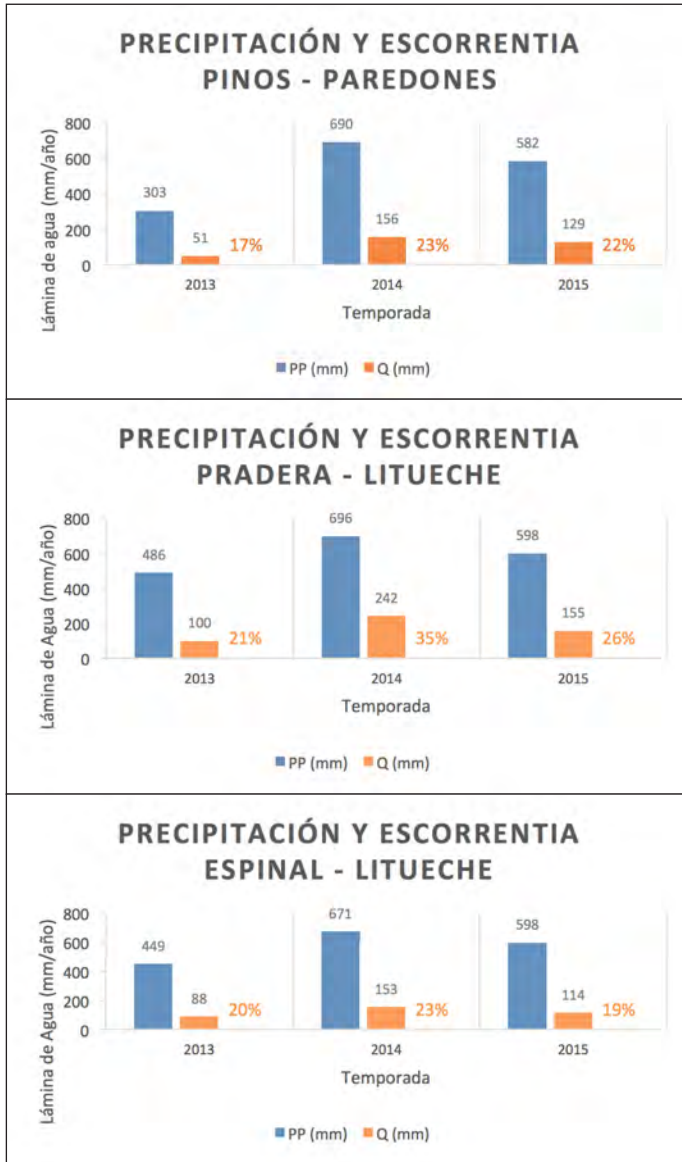 PRECIPITACIÓN Y ESCORRENTIA
PINOS - PAREDONES
Lámina de agua (mm/año)
800
600
400
200
0
303
51
17%
690
156
23%
582
129
22%
2013
2014
2015
Temporada
PP (mm)
Q (mm)
PRECIPITACIÓN Y ESCORRENTIA
PRADERA - LITUECHE
Lámina de Agua (mm/año)
800
600
400
200
0
486
100
21%
696
242
35%
598
155
26%
2013
2014
2015
Temporada
PP (mm)
Q (mm)
PRECIPITACIÓN Y ESCORRENTIA
ESPINAL - LITUECHE
Lámina de Agua (mm/año)
800
600
400
200
0
449
88
20%
671
153
23%
598
114
19%
2013
2014
2015
Temporada
PP (mm)
Q (mm)